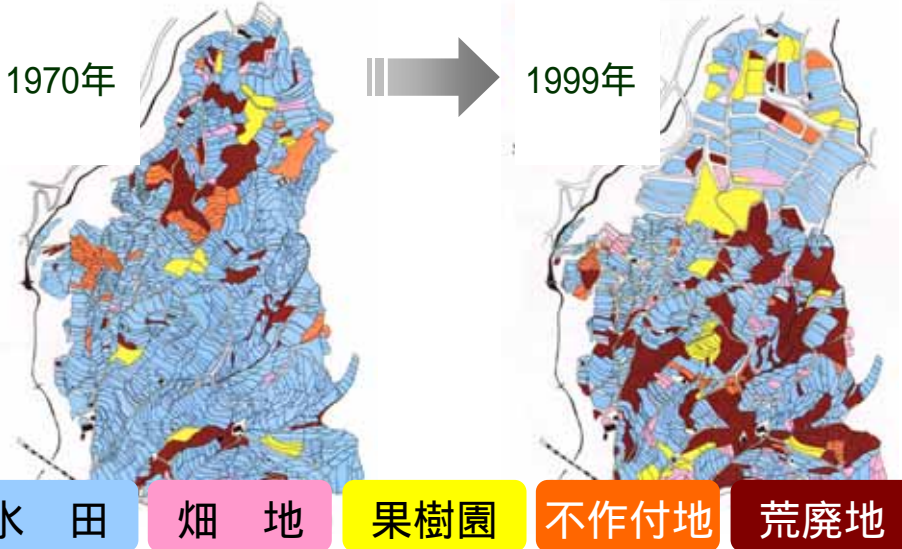 1970年
1999年
水 田
畑 地
果樹園
不作付地
荒廃地